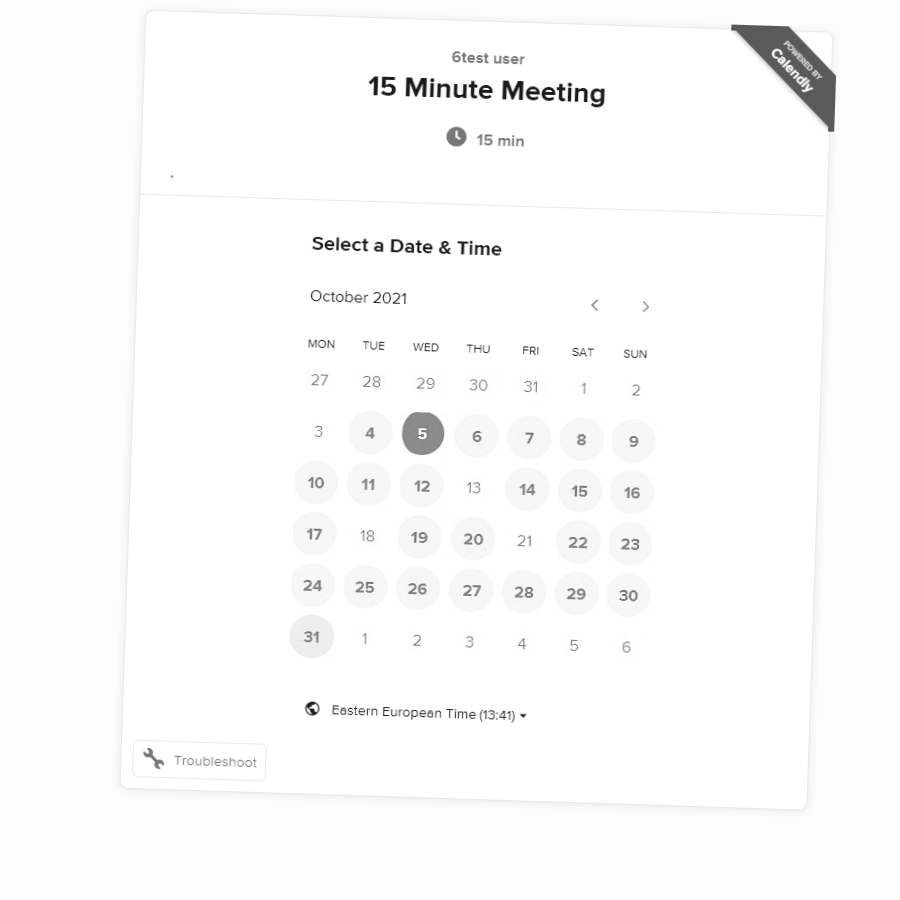 6test user
15 Minute Meeting
15 min
POWERED BY
Calendly
.
Select a Date & Time
October 2021
MON TUE WED THU FRI SAT SUN
27 28 29 30 31 1 2
3 4 5 6 7 8 9
10 11 12 13 14 15 16
17 18 19 20 21 22 23
24 25 26 27 28 29 30
31 1 2 3 4 5 6
Eastern European Time (13:41)
Troubleshoot